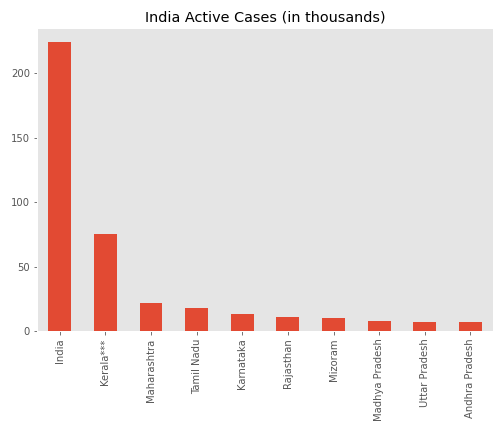 India Active Cases (in thousands)
200
150
100
50
0
India
Kerala***
Maharashtra
Tamil Nadu
Karnataka
Rajasthan
Mizoram
Madhya Pradesh
Uttar Pradesh
Andhra Pradesh